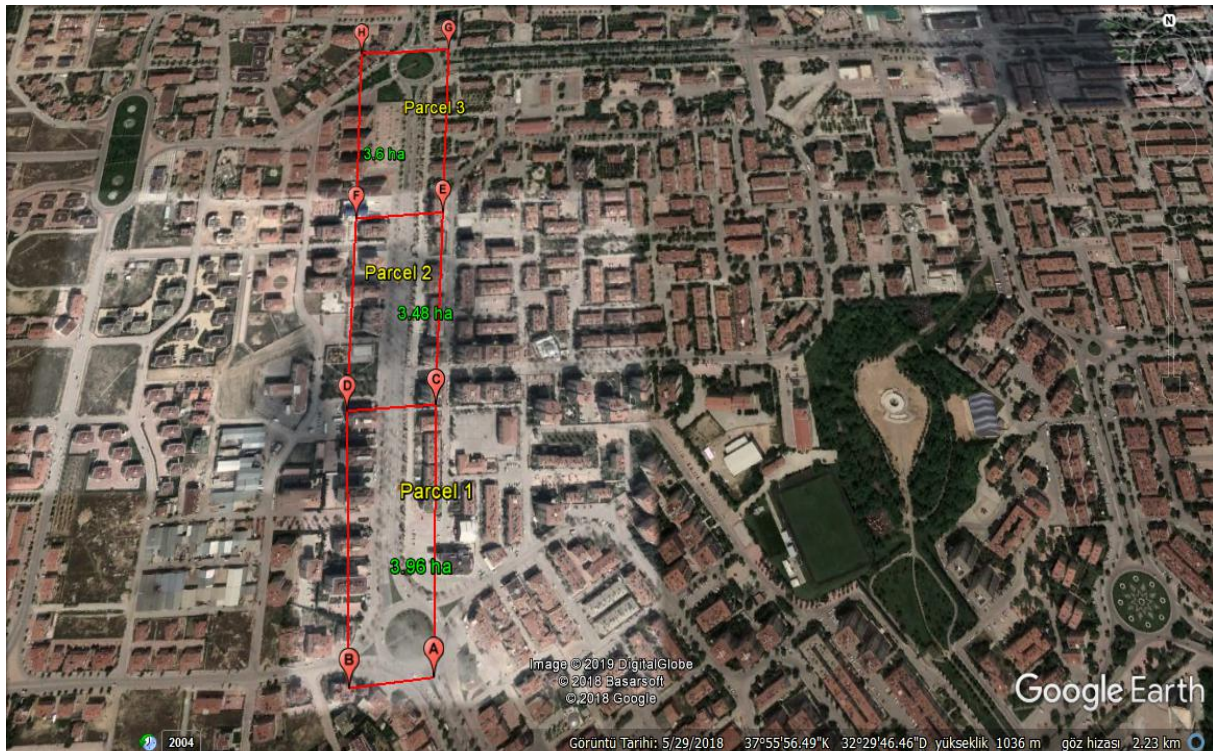 H
G
N
Parcel 3
3.6 ha
F
E
Parcel 2
3.48 ha
D
C
Parcel 1
3.96 ha
B
A
Image © 2019 DigitalGlobe
© 2018 Basarsoft
© 2018 Google
Google Earth
2004
Görüntü Tarihi: 5/29/2018 37°55'56.49"K 32°29'46.46"D yükseklik 1036 m göz hizası 2.23 km